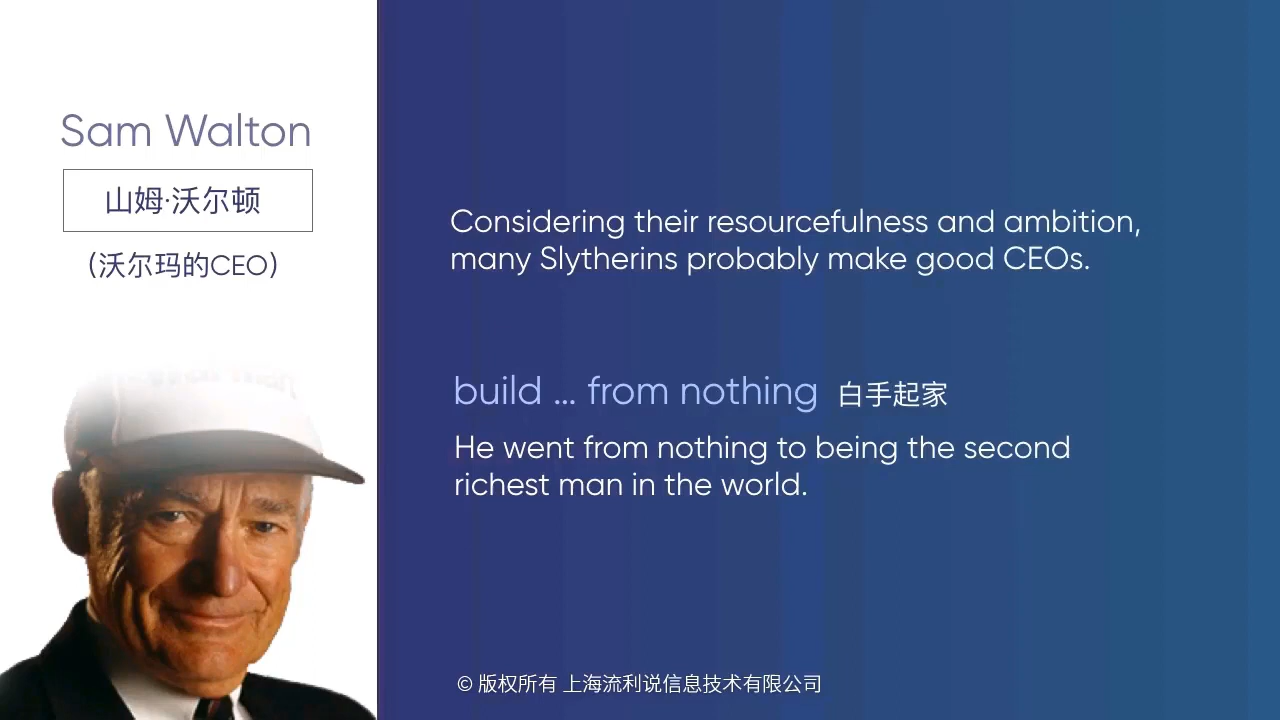 Sam Walton
山姆·沃尔顿
(沃尔玛的CEO)
Considering their resourcefulness and ambition,
many Slytherins probably make good CEOs.
build ... from nothing 白手起家
He went from nothing to being the second
richest man in the world.
© 版权所有 上海流利说信息技术有限公司